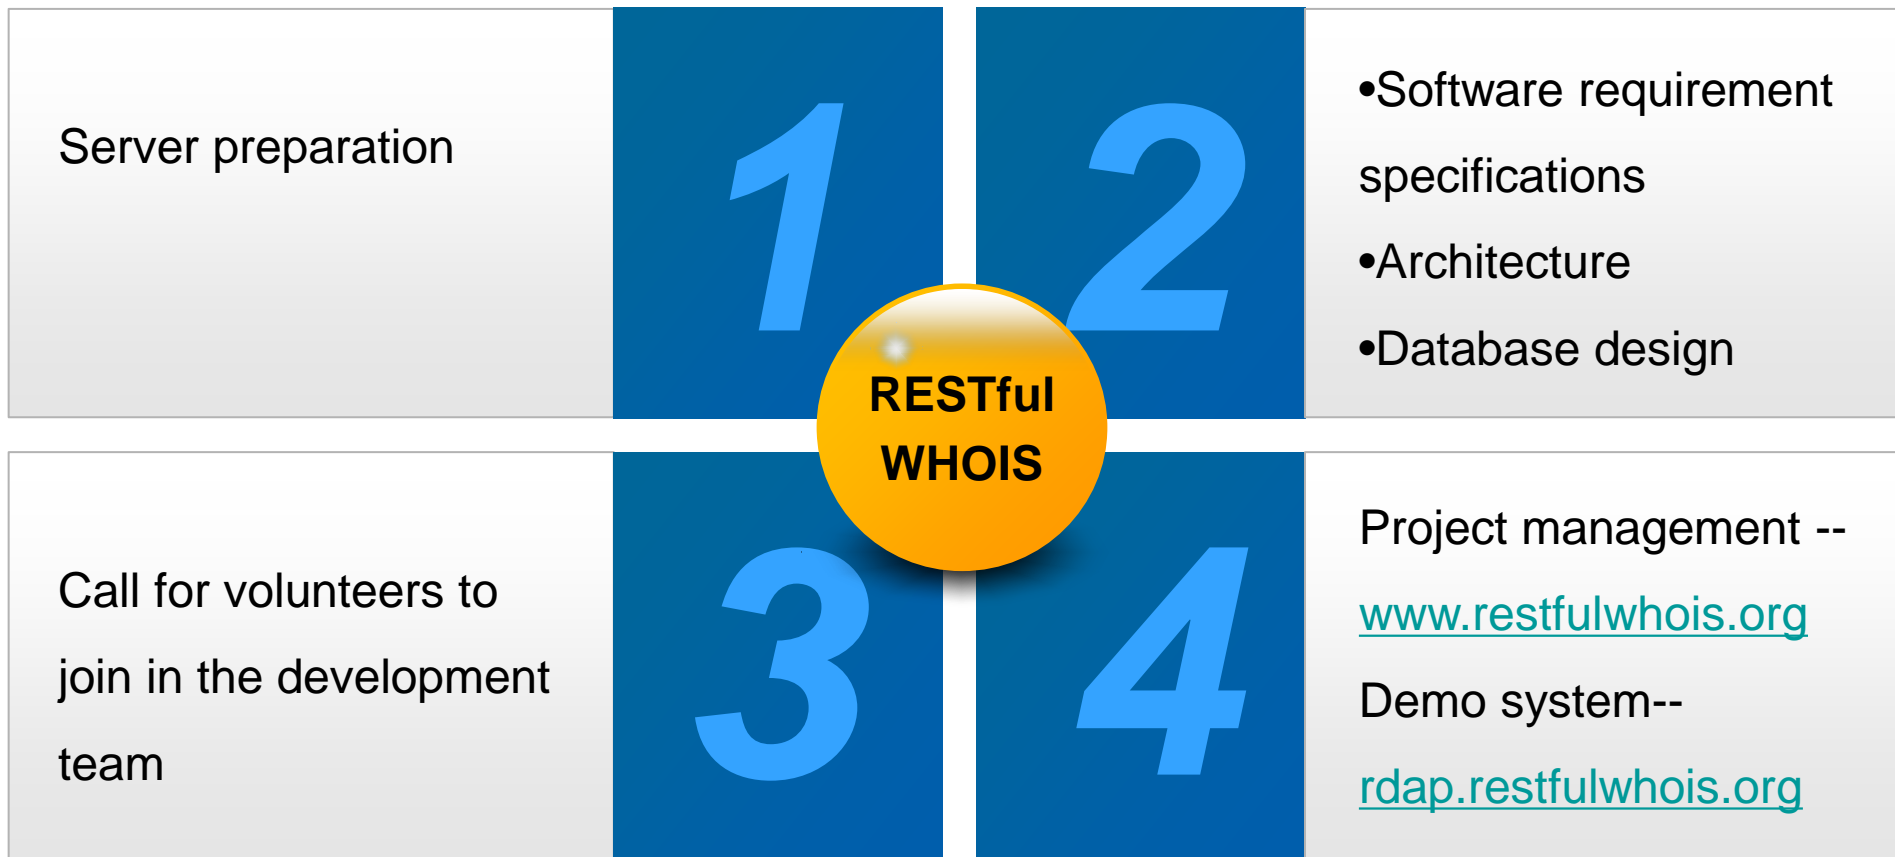 Server preparation
1
2
•Software requirement
specifications
•Architecture
•Database design
RESTful
WHOIS
Call for volunteers to
join in the development
team
3
4
Project management --
www.restfulwhois.org
Demo system--
rdap.restfulwhois.org